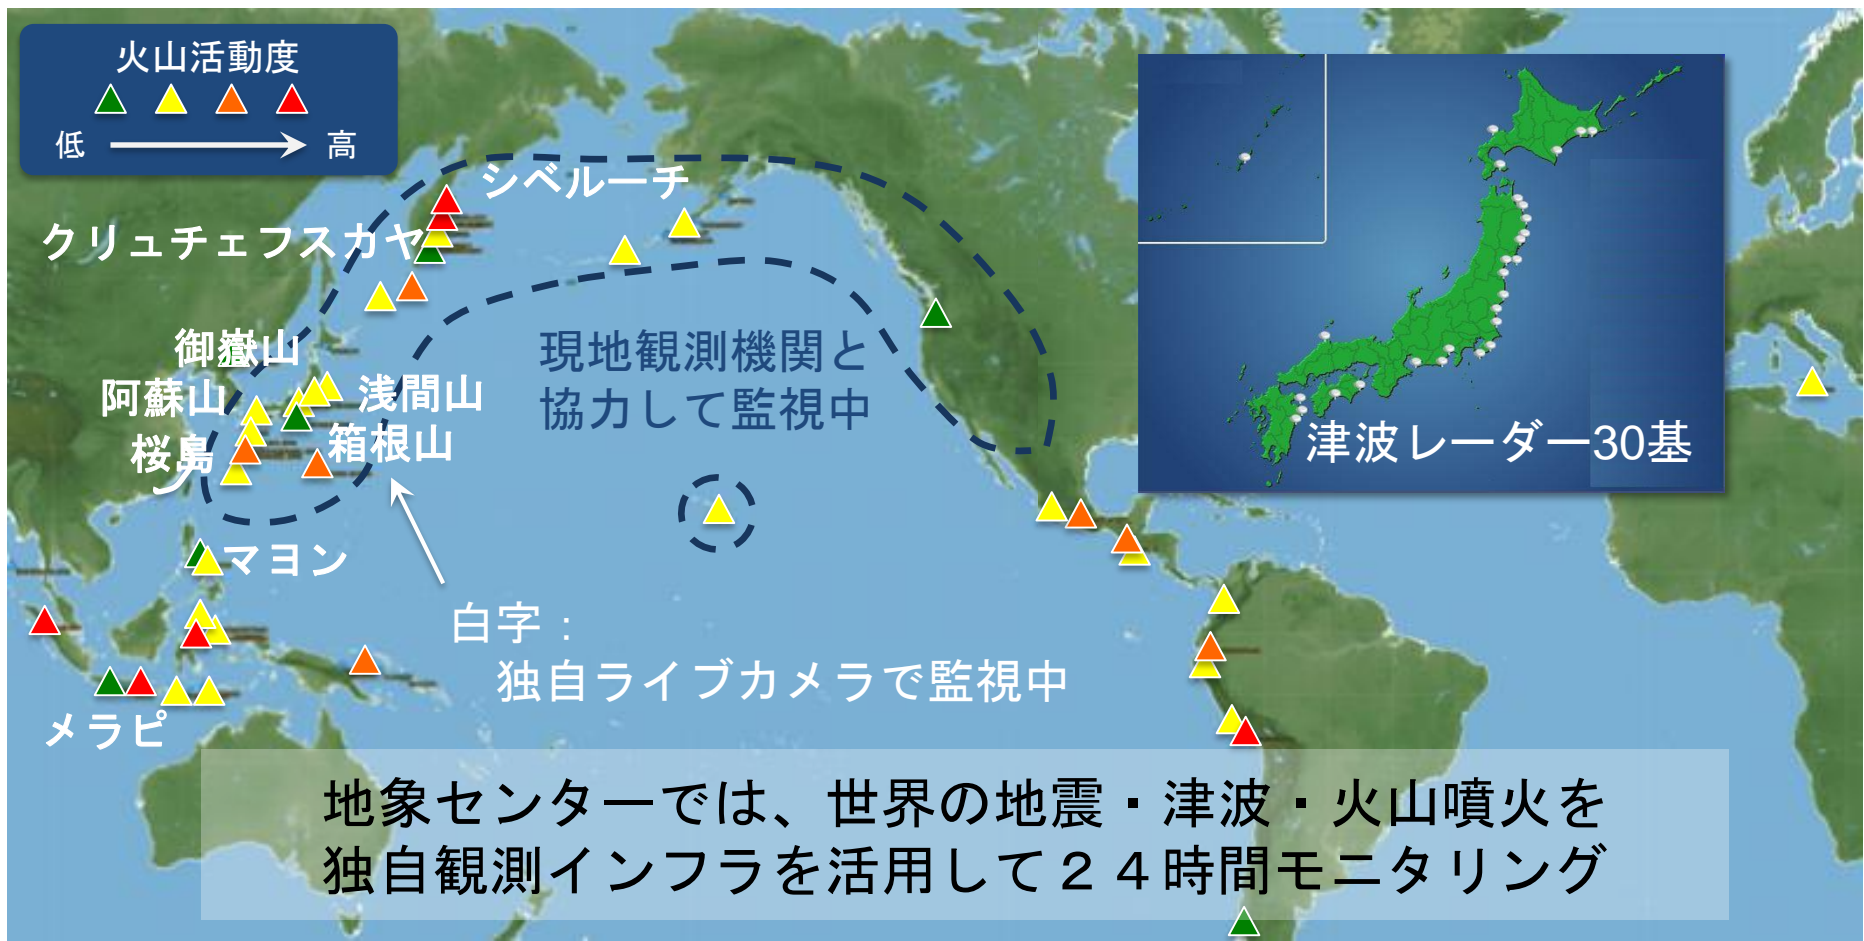 火山活動度
低
高
シベルーチ
クリュチェフスカヤ
御嶽山
阿蘇山
浅間山
桜島
箱根山
現地観測機関と
協力して監視中
津波レーダー30基
マヨン
白字：
独自ライブカメラで監視中
メラピ
地象センターでは、世界の地震・津波・火山噴火を
独自観測インフラを活用して２４時間モニタリング